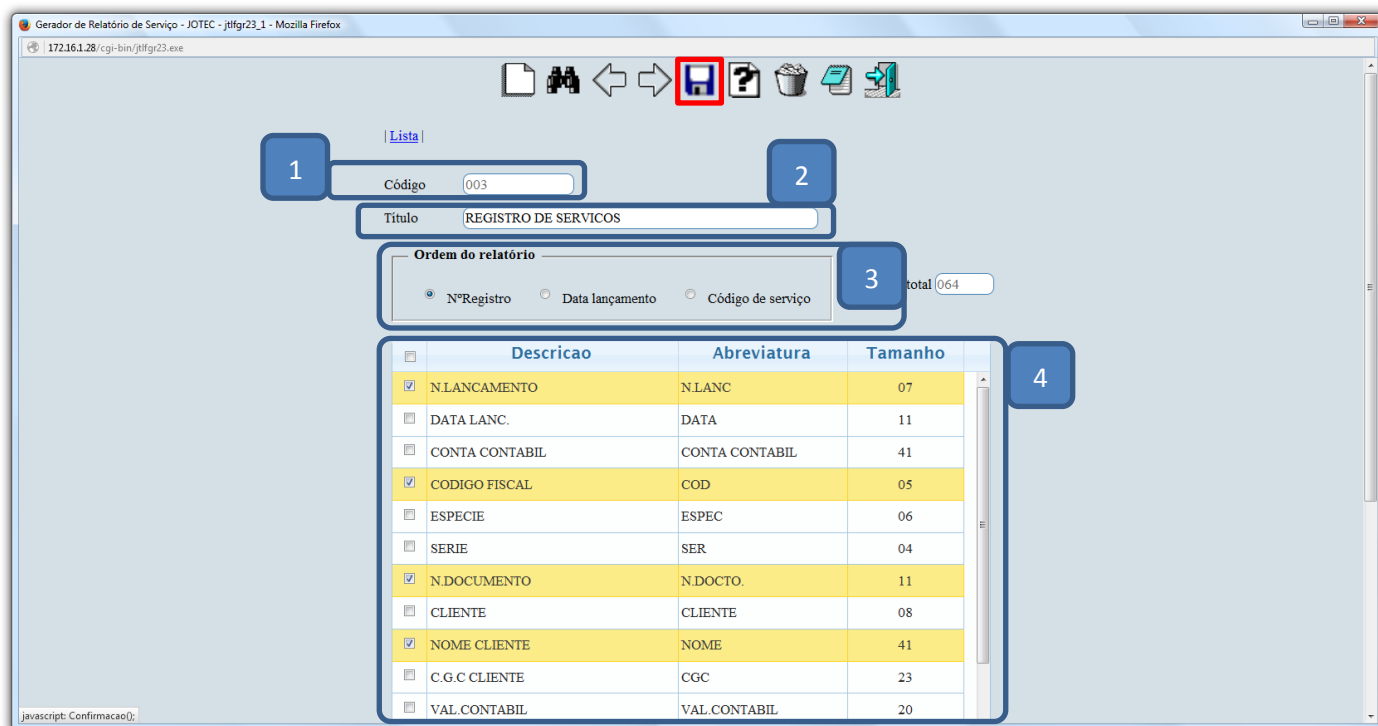 Gerador de Relatório de Serviço - JOTEC - jtlfgr23_1 - Mozilla Firefox
172.16.1.28/cgi-bin/jtlfgr23.exe
|Lista|
1
Código 003
2
Título REGISTRO DE SERVICOS
Ordem do relatório
3
total 064
NºRegistro Data lançamento Código de serviço
Descricao Abreviatura Tamanho
4
N.LANCAMENTO N.LANC 07
DATA LANC. DATA 11
CONTA CONTABIL CONTA CONTABIL 41
CODIGO FISCAL COD 05
ESPECIE ESPEC 06
SERIE SER 04
N.DOCUMENTO N.DOCTO. 11
CLIENTE CLIENTE 08
NOME CLIENTE NOME 41
C.G.C CLIENTE CGC 23
VAL.CONTABIL VAL.CONTABIL 20
javascript: Confirmacao();